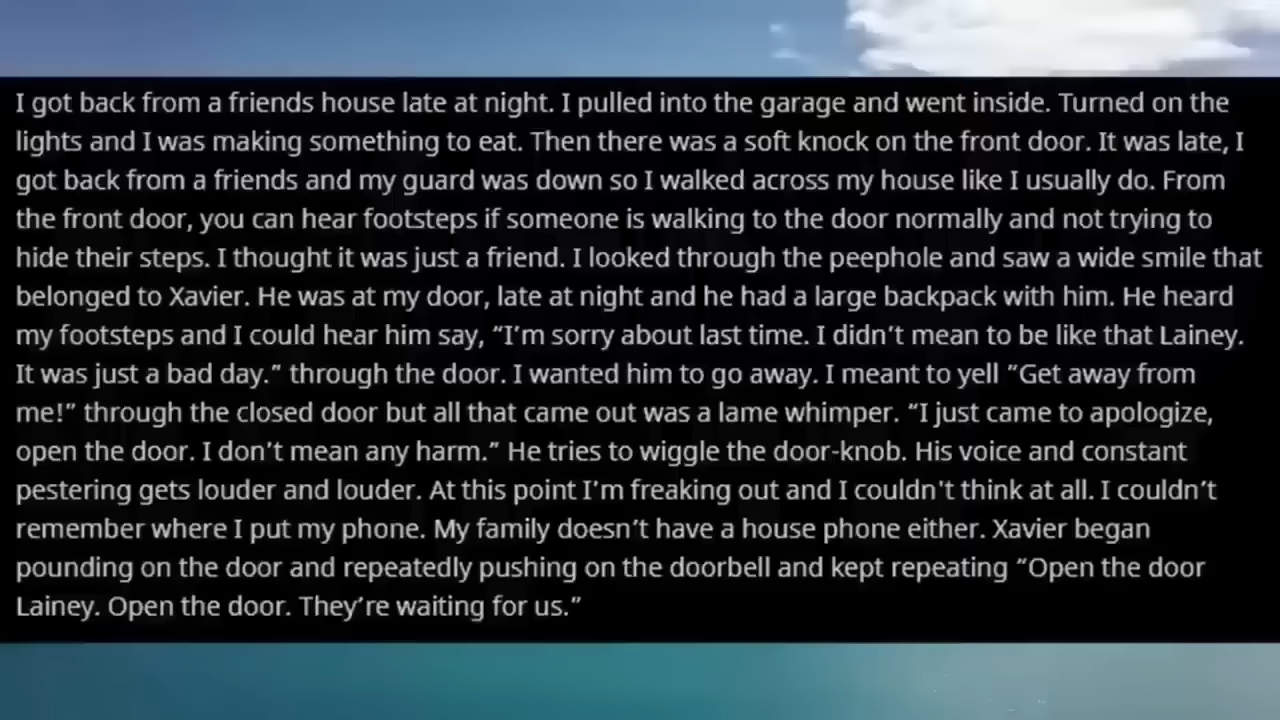 I got back from a friends house late at night. I pulled into the garage and went inside. Turned on the
lights and I was making something to eat. Then there was a soft knock on the front door. It was late, I
got back from a friends and my guard was down so I walked across my house like I usually do. From
the front door, you can hear footsteps if someone is walking to the door normally and not trying to
hide their steps. I thought it was just a friend. I looked through the peephole and saw a wide smile that
belonged to Xavier. He was at my door, late at night and he had a large backpack with him. He heard
my footsteps and I could hear him say, “I’m sorry about last time. I didn’t mean to be like that Lainey.
It was just a bad day.” through the door. I wanted him to go away. I meant to yell “Get away from
me!” through the closed door but all that came out was a lame whimper. “I just came to apologize,
open the door. I don’t mean any harm.” He tries to wiggle the door-knob. His voice and constant
pestering gets louder and louder. At this point I’m freaking out and I couldn't think at all. I couldn’t
remember where I put my phone. My family doesn’t have a house phone either. Xavier began
pounding on the door and repeatedly pushing on the doorbell and kept repeating “Open the door
Lainey. Open the door. They’re waiting for us.”